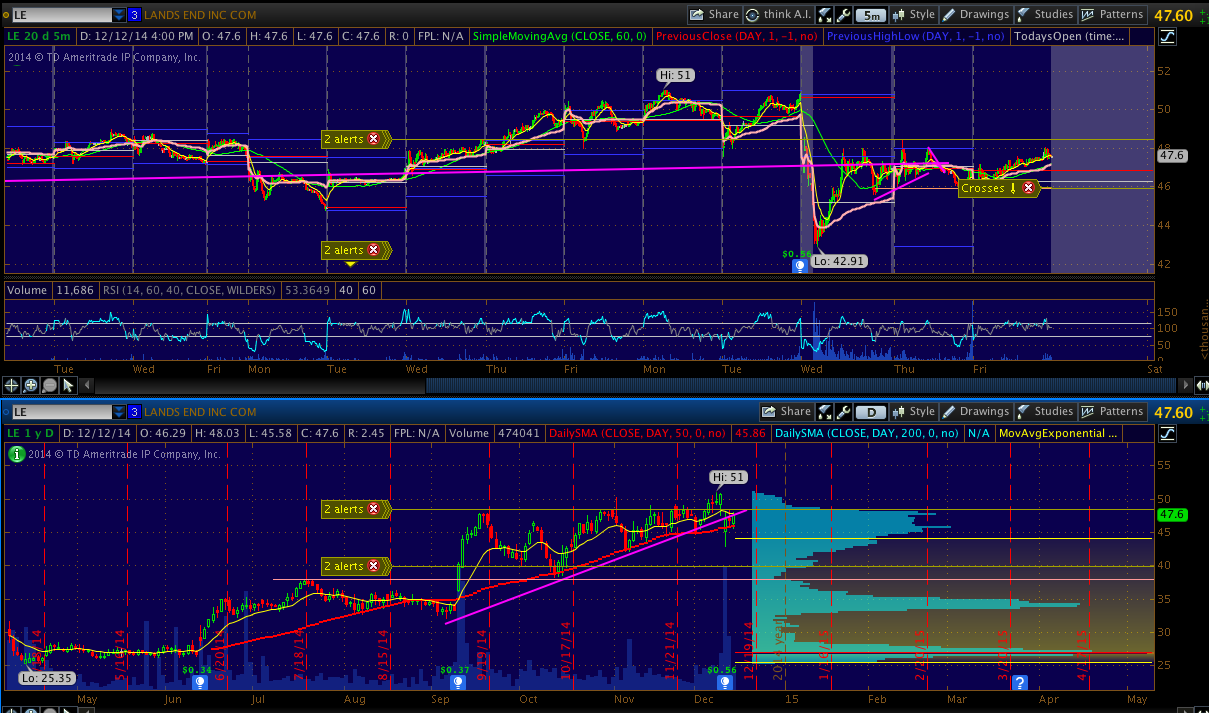 LE 3 LANDS END INC COM Share think A.I. 5m Style Drawings Studies Patterns 47.60
LE 20 d 5m D: 12/12/14 4:00 PM O: 47.6 H: 47.6 L: 47.6 C: 47.6 R: 0 FPL: N/A SimpleMovingAvg (CLOSE, 60, 0) PreviousClose (DAY, 1, -1, no) PreviousHighLow (DAY, 1, -1, no) TodaysOpen (time:...
2014 © TD Ameritrade IP Company, Inc.
Hi: 51
52
50
2 alerts
48
47.6
46
Crosses
44
2 alerts
$0.56
Lo: 42.91
42
Volume 11,686 RSI (14, 60, 40, CLOSE, WILDERS) 53.3649 40 60
150
100
50
0
<thousan...
Tue Wed Fri Mon Tue Wed Thu Fri Mon Tue Wed Thu Fri Sat
LE 3 LANDS END INC COM Share D Style Drawings Studies Patterns 47.60
LE 1 y D D: 12/12/14 O: 46.29 H: 48.03 L: 45.58 C: 47.6 R: 2.45 FPL: N/A Volume 474041 DailySMA (CLOSE, DAY, 50, 0, no) 45.86 DailySMA (CLOSE, DAY, 200, 0, no) N/A MovAvgExponential ...
2014 © TD Ameritrade IP Company, Inc.
Hi: 51
55
50
2 alerts
47.6
45
2 alerts
40
35
30
25
5/16/14
6/20/14
7/18/14
8/15/14
9/19/14
10/17/14
11/21/14
12/19/14
2014 year
1/16/15
2/20/15
3/20/15
4/17/15
Lo: 25.35
$0.34
$0.37
$0.56
?
May Jun Jul Aug Sep Oct Nov Dec 15 Feb Mar Apr May